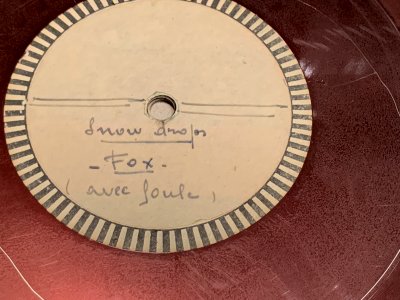 Snow drops
- Fox -
(avec foule)